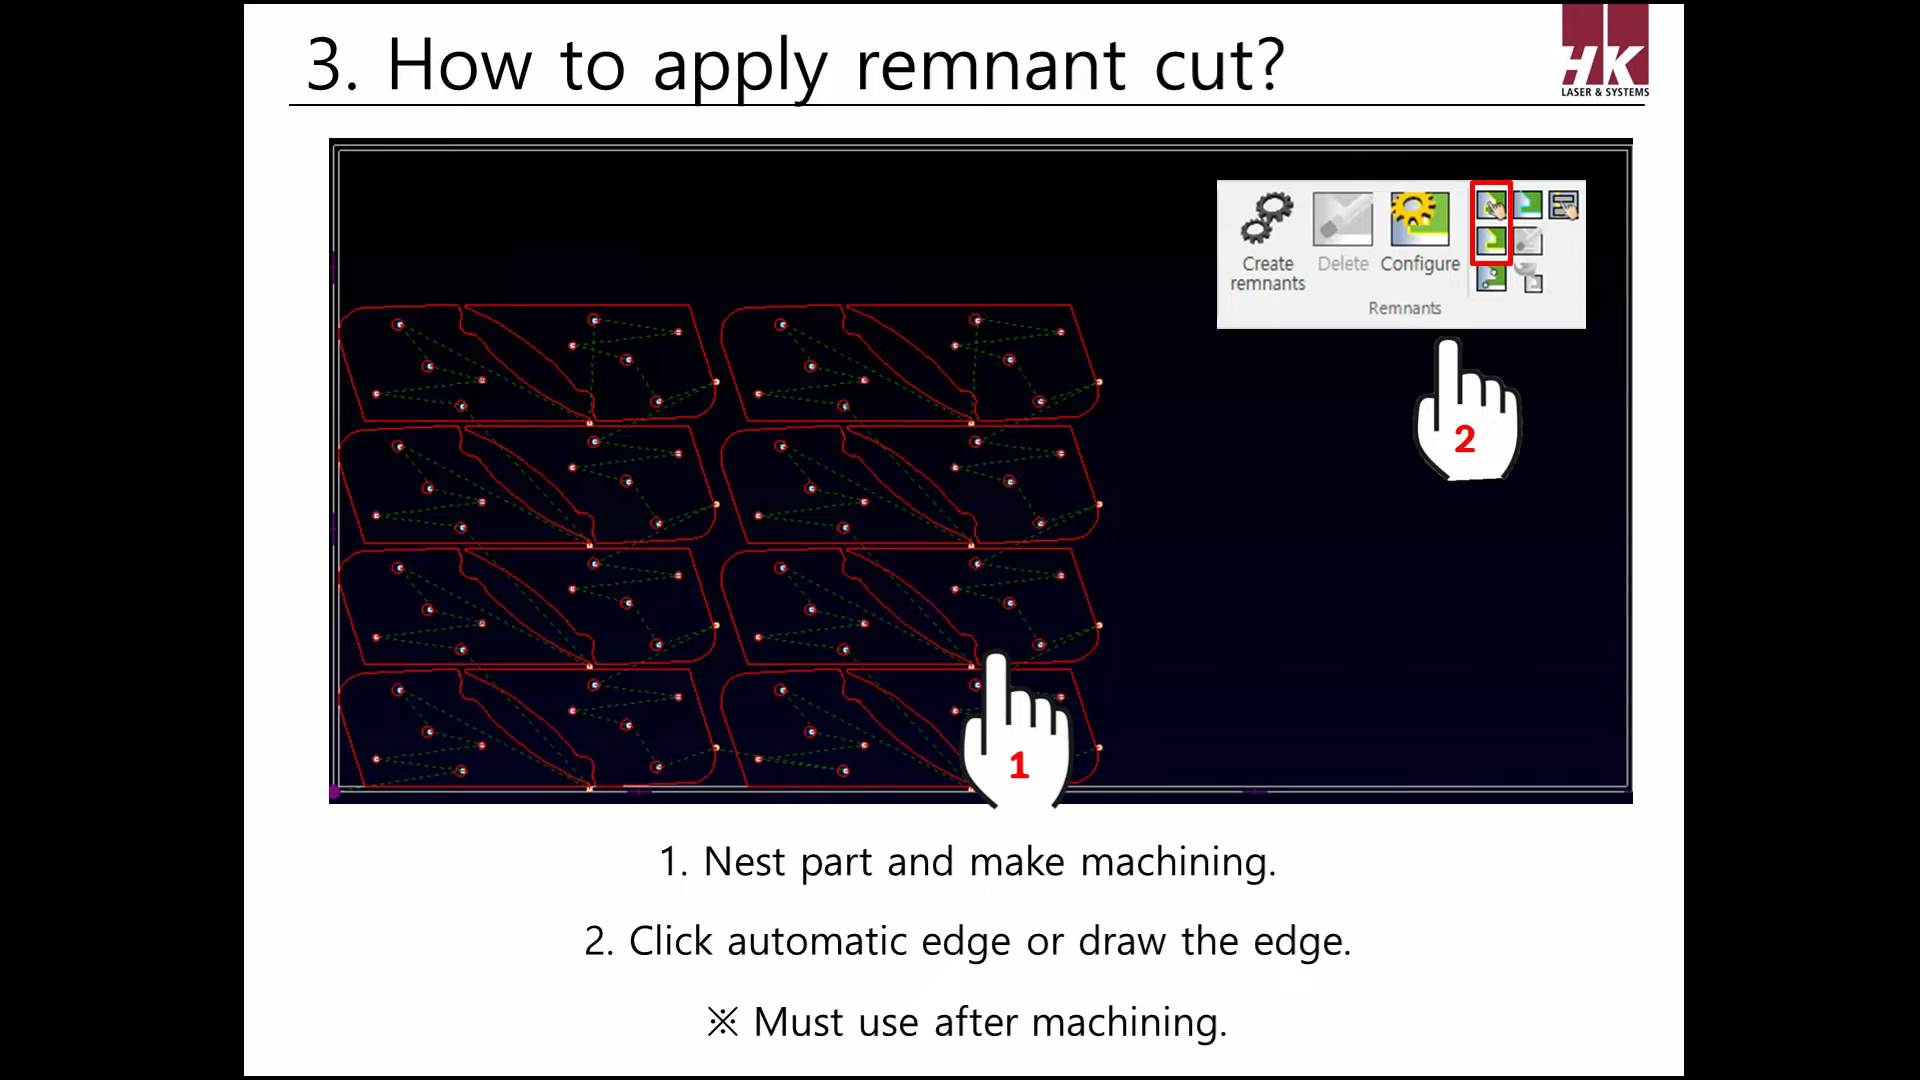 3. How to apply remnant cut?
HK
LASER & SYSTEMS
Create remnants
Delete
Configure
Remnants
2
1
1. Nest part and make machining.
2. Click automatic edge or draw the edge.
※ Must use after machining.